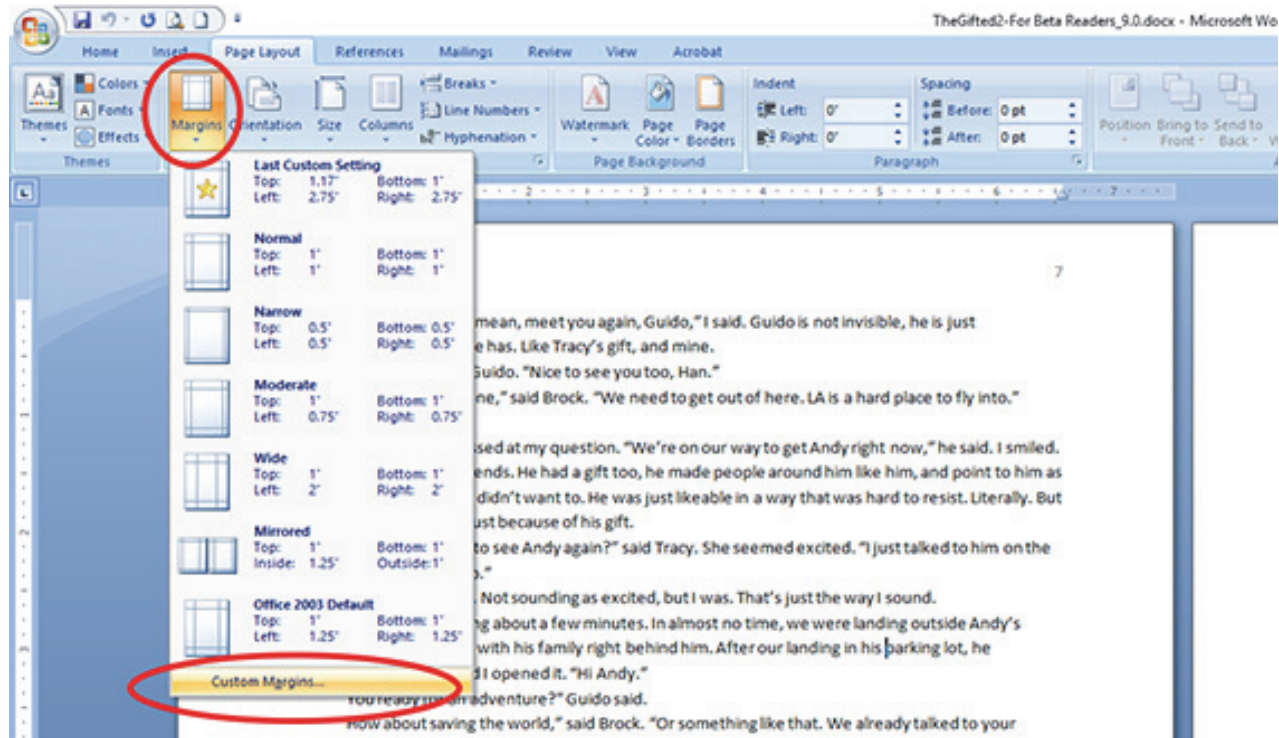 TheGifted2-For Beta Readers_9.0.docx - Microsoft Wo
Home Insert Page Layout References Mailings Review View Acrobat
Themes
Colors
Fonts
Effects
Themes
Margins
Orientation
Size
Columns
Breaks
Line Numbers
Hyphenation
Watermark
Page Color
Page Borders
Page Background
Indent
Left: 0"
Right: 0"
Spacing
Before: 0 pt
After: 0 pt
Paragraph
Position
Bring to Front
Send to Back
Last Custom Setting
Top: 1.17" Bottom: 1"
Left: 2.75" Right: 2.75"
Normal
Top: 1" Bottom: 1"
Left: 1" Right: 1"
Narrow
Top: 0.5" Bottom: 0.5"
Left: 0.5" Right: 0.5"
Moderate
Top: 1" Bottom: 1"
Left: 0.75" Right: 0.75"
Wide
Top: 1" Bottom: 1"
Left: 2" Right: 2"
Mirrored
Top: 1" Bottom: 1"
Inside: 1.25" Outside: 1"
Office 2003 Default
Top: 1" Bottom: 1"
Left: 1.25" Right: 1.25"
Custom Margins...
2 3 4 5 6 7
7
mean, meet you again, Guido," I said. Guido is not invisible, he is just
e has. Like Tracy's gift, and mine.
Guido. "Nice to see you too, Han."
ne," said Brock. "We need to get out of here. LA is a hard place to fly into."
sed at my question. "We're on our way to get Andy right now," he said. I smiled.
ends. He had a gift too, he made people around him like him, and point to him as
didn't want to. He was just likeable in a way that was hard to resist. Literally. But
ust because of his gift.
to see Andy again?" said Tracy. She seemed excited. "I just talked to him on the
o."
. Not sounding as excited, but I was. That's just the way I sound.
ng about a few minutes. In almost no time, we were landing outside Andy's
with his family right behind him. After our landing in his parking lot, he
d I opened it. "Hi Andy."
You ready for an adventure?" Guido said.
How about saving the world," said Brock. "Or something like that. We already talked to your